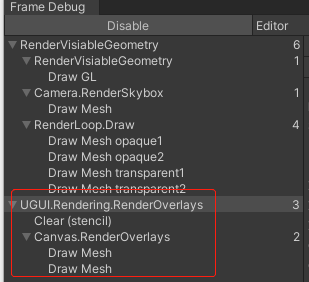 Frame Debug
Disable Editor
RenderVisiableGeometry 6
RenderVisiableGeometry 1
Draw GL
Camera.RenderSkybox 1
Draw Mesh
RenderLoop.Draw 4
Draw Mesh opaque1
Draw Mesh opaque2
Draw Mesh transparent1
Draw Mesh transparent2
UGUI.Rendering.RenderOverlays 3
Clear (stencil)
Canvas.RenderOverlays 2
Draw Mesh
Draw Mesh